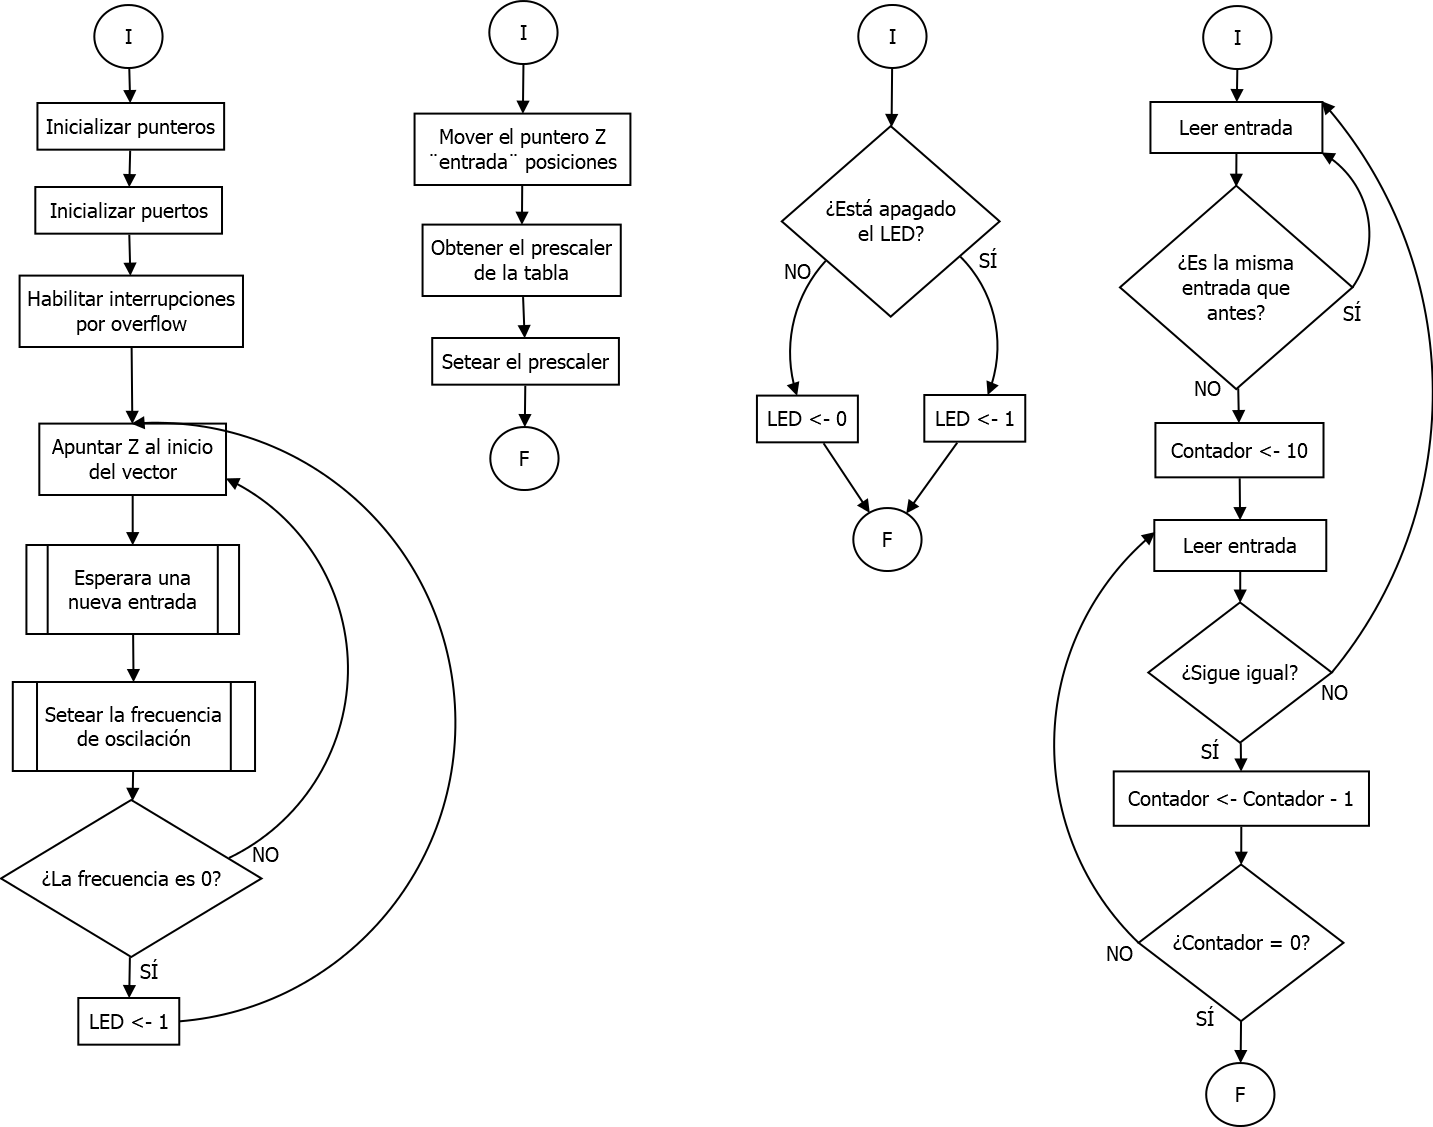 I
Inicializar punteros
Inicializar puertos
Habilitar interrupciones
por overflow
Apuntar Z al inicio
del vector
Esperara una
nueva entrada
Setear la frecuencia
de oscilación
¿La frecuencia es 0?
NO
SÍ
LED <- 1
I
Mover el puntero Z
¨entrada¨ posiciones
Obtener el prescaler
de la tabla
Setear el prescaler
F
I
¿Está apagado
el LED?
NO
SÍ
LED <- 0
LED <- 1
F
I
Leer entrada
¿Es la misma
entrada que
antes?
SÍ
NO
Contador <- 10
Leer entrada
¿Sigue igual?
NO
SÍ
Contador <- Contador - 1
¿Contador = 0?
NO
SÍ
F